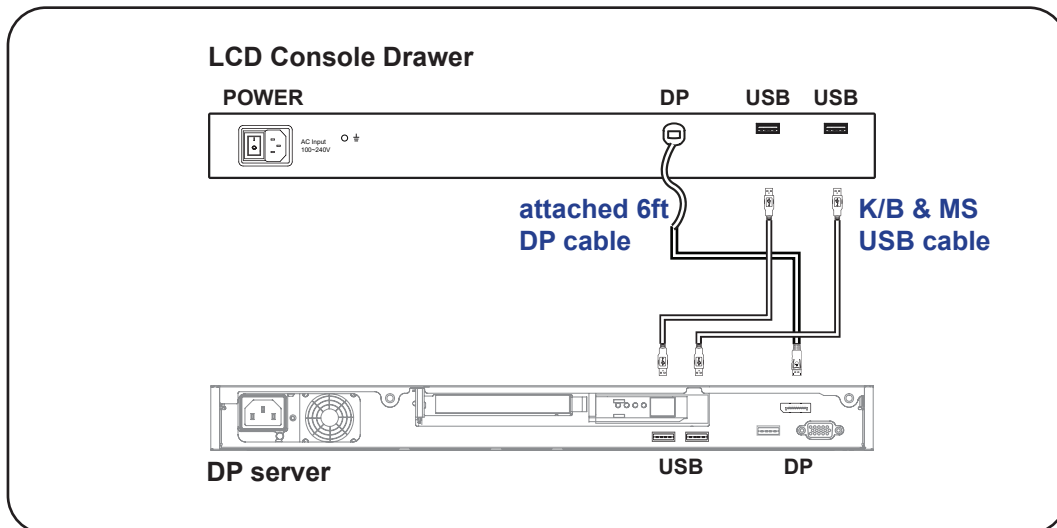 LCD Console Drawer
POWER
DP
USB
USB
AC Input
100~240V
attached 6ft
DP cable
K/B & MS
USB cable
DP server
USB
DP